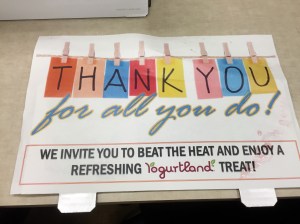 THANK YOU
for all you do!
WE INVITE YOU TO BEAT THE HEAT AND ENJOY A
REFRESHING Yogurtland TREAT!